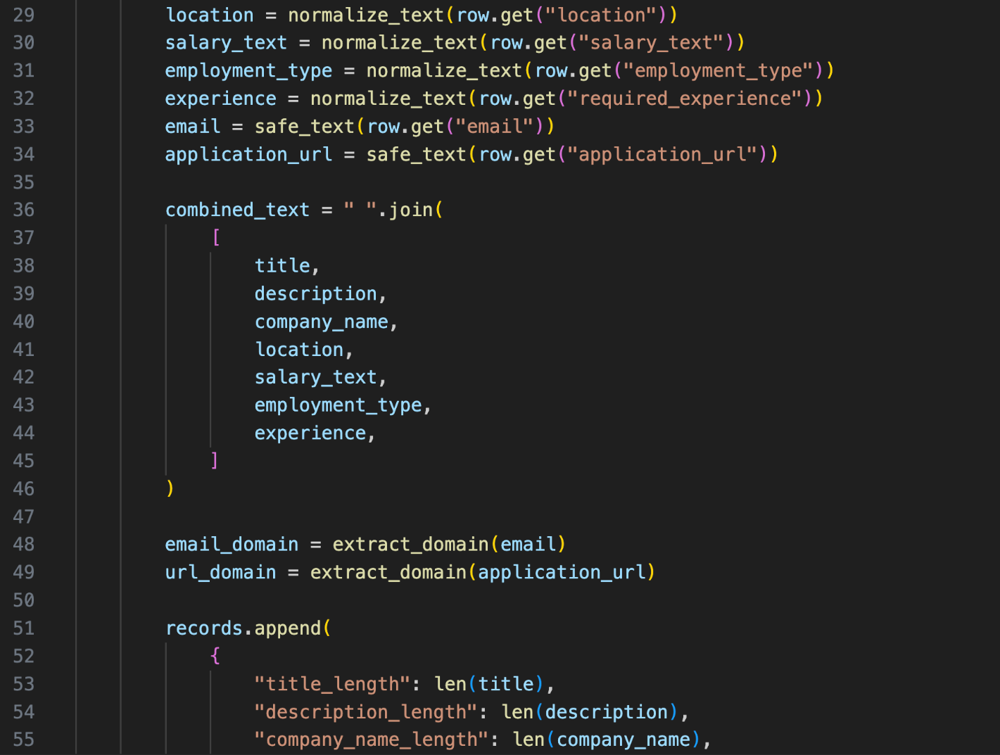 29 location = normalize_text(row.get("location"))
30 salary_text = normalize_text(row.get("salary_text"))
31 employment_type = normalize_text(row.get("employment_type"))
32 experience = normalize_text(row.get("required_experience"))
33 email = safe_text(row.get("email"))
34 application_url = safe_text(row.get("application_url"))
35
36 combined_text = " ".join(
37 [
38 title,
39 description,
40 company_name,
41 location,
42 salary_text,
43 employment_type,
44 experience,
45 ]
46 )
47
48 email_domain = extract_domain(email)
49 url_domain = extract_domain(application_url)
50
51 records.append(
52 {
53 "title_length": len(title),
54 "description_length": len(description),
55 "company_name_length": len(company_name),